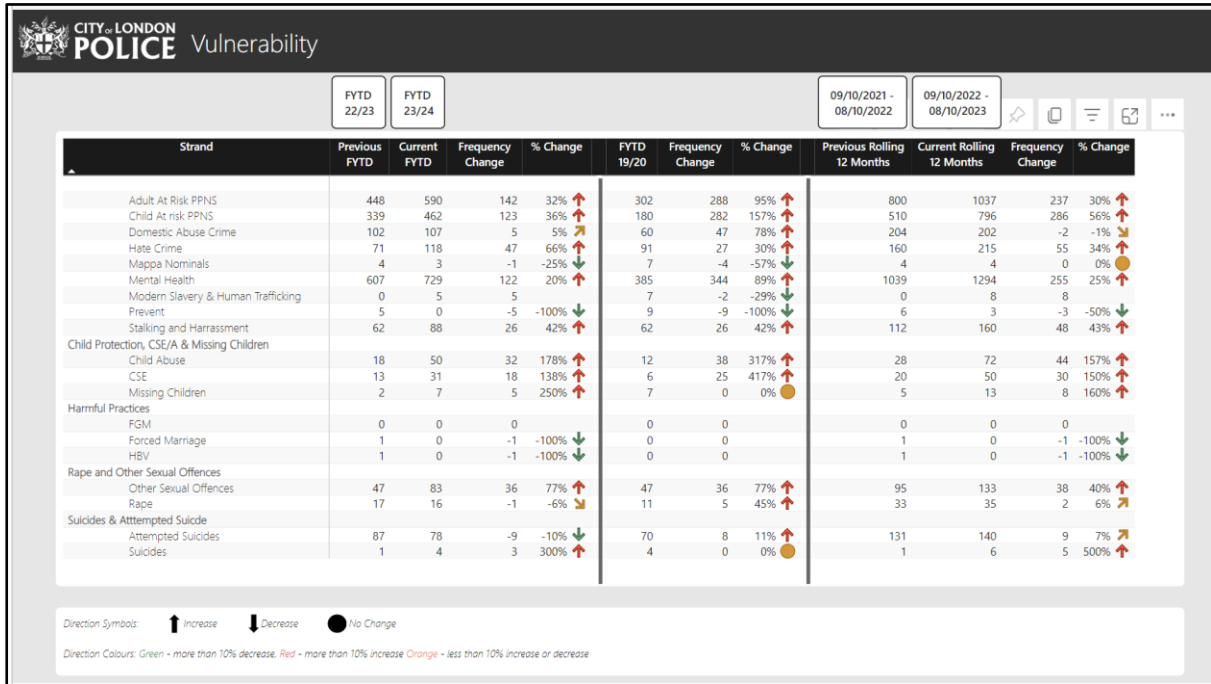 CITY of LONDON
POLICE Vulnerability
FYTD 22/23 FYTD 23/24 09/10/2021 - 08/10/2022 09/10/2022 - 08/10/2023
Strand Previous FYTD Current FYTD Frequency Change % Change FYTD 19/20 Frequency Change % Change Previous Rolling 12 Months Current Rolling 12 Months Frequency Change % Change
Adult At Risk PPNS 448 590 142 32% 302 288 95% 800 1037 237 30%
Child At risk PPNS 339 462 123 36% 180 282 157% 510 796 286 56%
Domestic Abuse Crime 102 107 5 5% 60 47 78% 204 202 -2 -1%
Hate Crime 71 118 47 66% 91 27 30% 160 215 55 34%
Mappa Nominals 4 3 -1 -25% 7 -4 -57% 4 4 0 0%
Mental Health 607 729 122 20% 385 344 89% 1039 1294 255 25%
Modern Slavery & Human Trafficking 0 5 5 7 -2 -29% 0 8 8
Prevent 5 0 -5 -100% 9 -9 -100% 6 3 -3 -50%
Stalking and Harrassment 62 88 26 42% 62 26 42% 112 160 48 43%
Child Protection, CSE/A & Missing Children
Child Abuse 18 50 32 178% 12 38 317% 28 72 44 157%
CSE 13 31 18 138% 6 25 417% 20 50 30 150%
Missing Children 2 7 5 250% 7 0 0% 5 13 8 160%
Harmful Practices
FGM 0 0 0 0 0 0 0 0
Forced Marriage 1 0 -1 -100% 0 0 1 0 -1 -100%
HBV 1 0 -1 -100% 0 0 1 0 -1 -100%
Rape and Other Sexual Offences
Other Sexual Offences 47 83 36 77% 47 36 77% 95 133 38 40%
Rape 17 16 -1 -6% 11 5 45% 33 35 2 6%
Suicides & Atttempted Suicde
Attempted Suicides 87 78 -9 -10% 70 8 11% 131 140 9 7%
Suicides 1 4 3 300% 4 0 0% 1 6 5 500%
Direction Symbols: Increase Decrease No Change
Direction Colours: Green - more than 10% decrease, Red - more than 10% increase Orange - less than 10% increase or decrease